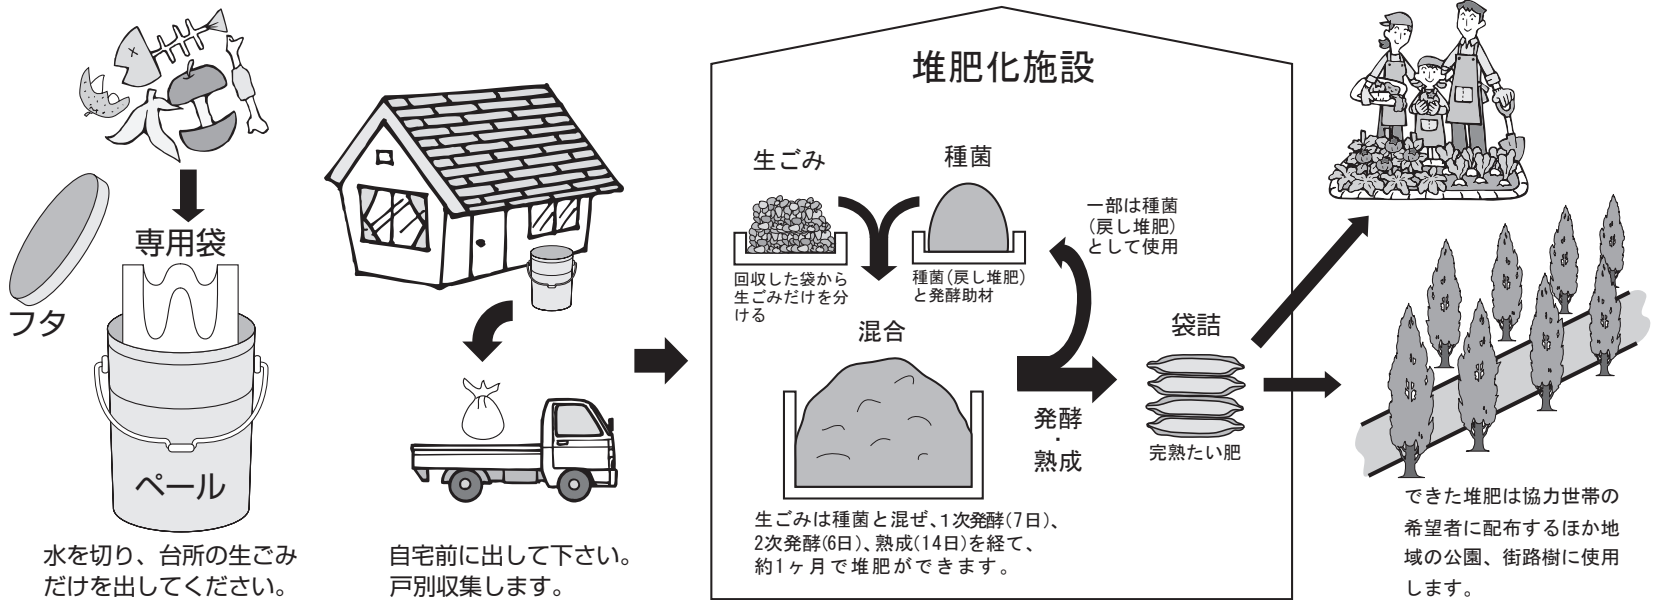 専用袋
フタ
ペール
水を切り、台所の生ごみ
だけを出してください。
自宅前に出して下さい。
戸別収集します。
堆肥化施設
生ごみ
回収した袋から
生ごみだけを分
ける
種菌
種菌(戻し堆肥)
と発酵助材
一部は種菌
(戻し堆肥)
として使用
混合
生ごみは種菌と混ぜ、1次発酵(7日)、
2次発酵(6日)、熟成(14日)を経て、
約1ヶ月で堆肥ができます。
発酵
・
熟成
袋詰
完熟たい肥
できた堆肥は協力世帯の
希望者に配布するほか地
域の公園、街路樹に使用
します。